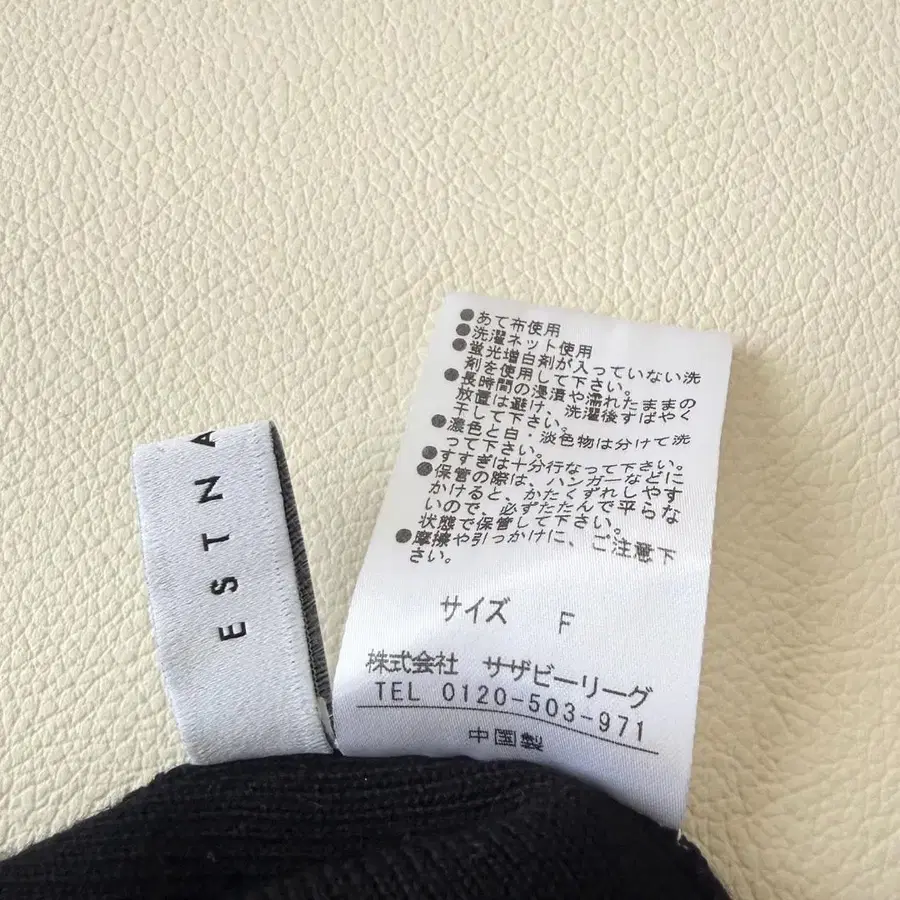 ESTNA
●あて布使用
●洗濯ネット使用
●蛍光増白剤が入っていない洗
剤を使用して下さい。
●長時間の浸漬や濡れたままの
放置は避け、洗濯後すばやく
干して下さい。
●濃色と白・淡色物は分けて洗
って下さい。
●すすぎは十分行なって下さい。
●保管の際は、ハンガーなどに
かけると、かたくずれしやす
いので、必ずたたんで平らな
状態で保管して下さい。
●摩擦や引っかけに、ご注意下
さい。
サイズ F
株式会社 サザビーリーグ
TEL 0120-503-971
中国製